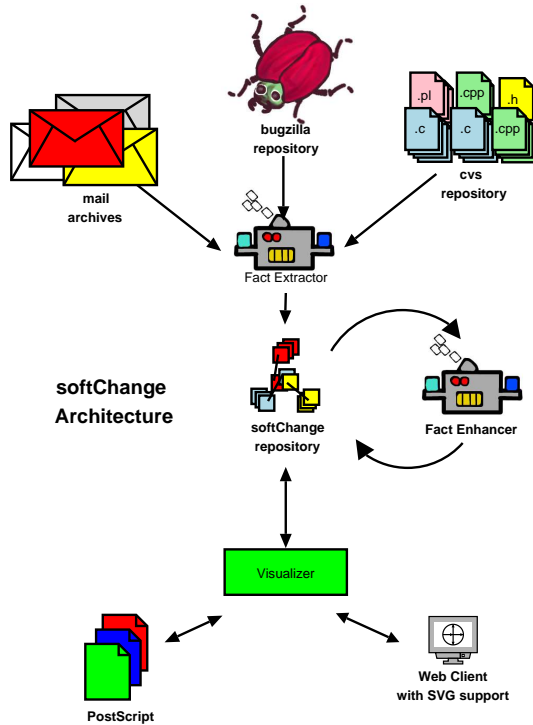 .pl
.cpp
.h
.c
.c
.cpp
bugzilla
repository
mail
archives
cvs
repository
Fact Extractor
softChange
Architecture
softChange
repository
Fact Enhancer
Visualizer
PostScript
Web Client
with SVG support